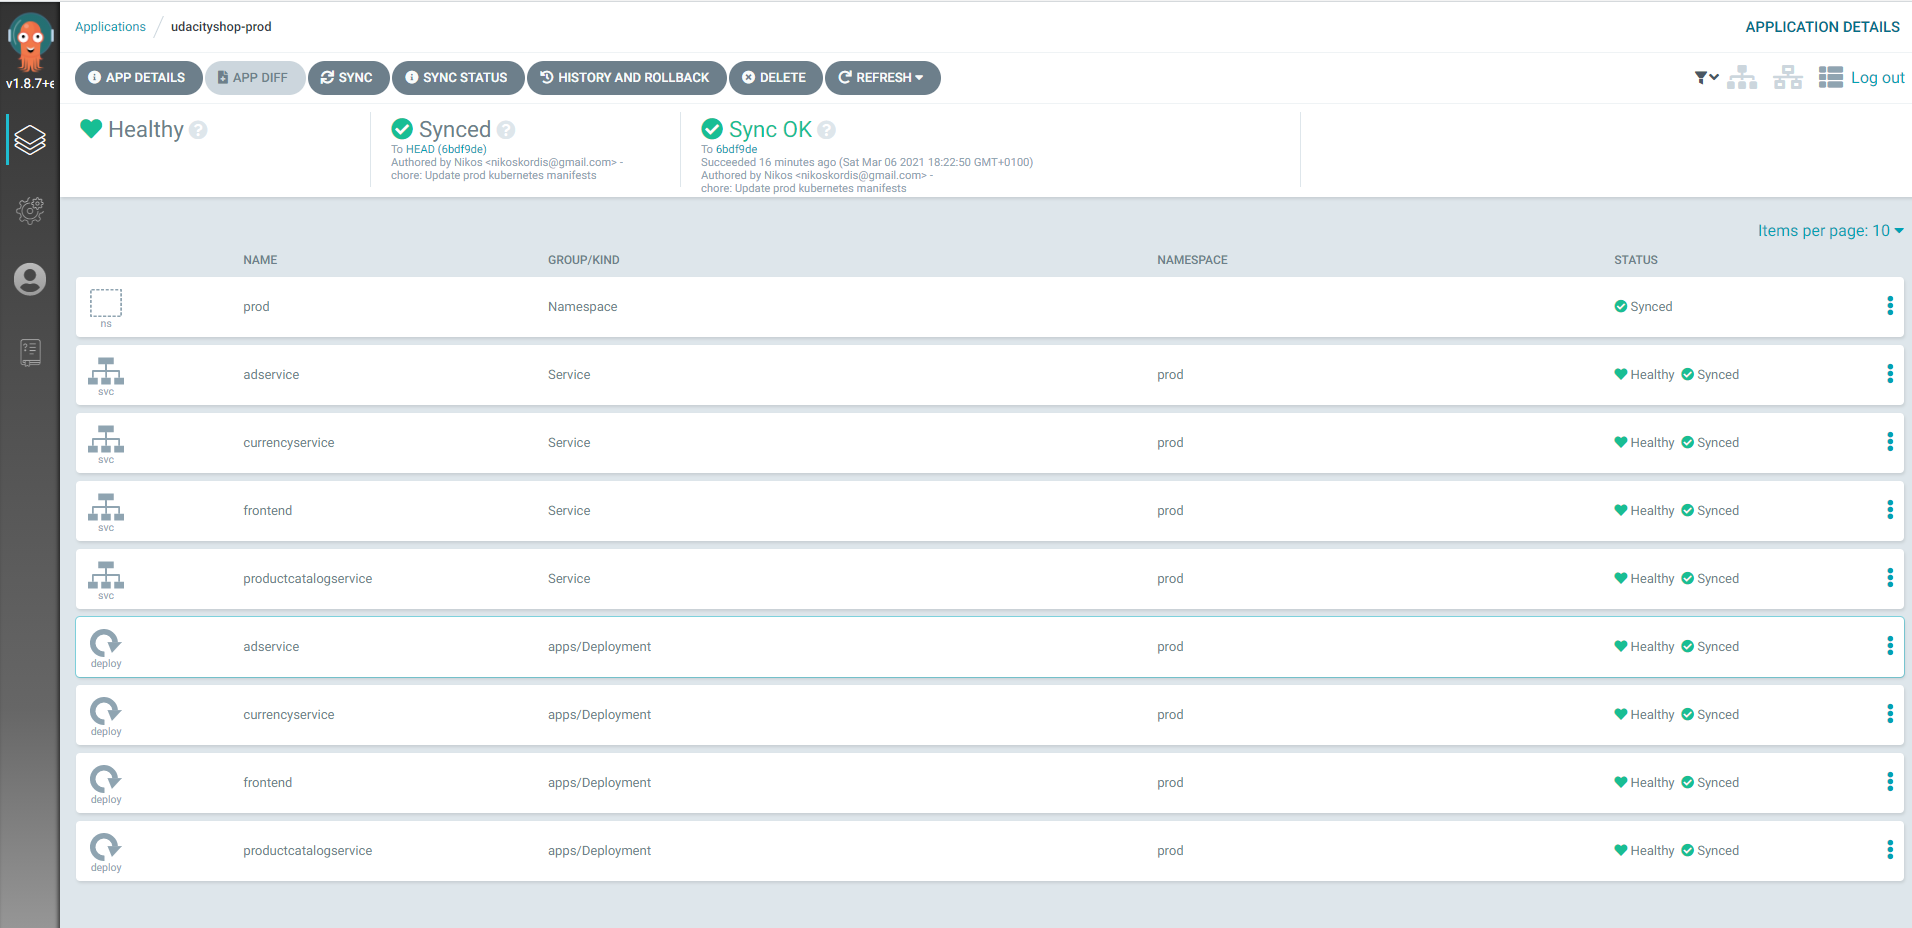 Applications / udacityshop-prod
APPLICATION DETAILS
v1.8.7+e
APP DETAILS
APP DIFF
SYNC
SYNC STATUS
HISTORY AND ROLLBACK
DELETE
REFRESH
Log out
Healthy
Synced
To HEAD (6bdf9de)
Authored by Nikos <nikoskordis@gmail.com> -
chore: Update prod kubernetes manifests
Sync OK
To 6bdf9de
Succeeded 16 minutes ago (Sat Mar 06 2021 18:22:50 GMT+0100)
Authored by Nikos <nikoskordis@gmail.com> -
chore: Update prod kubernetes manifests
Items per page: 10
NAME GROUP/KIND NAMESPACE STATUS
ns prod Namespace Synced
svc adservice Service prod Healthy Synced
svc currencyservice Service prod Healthy Synced
svc frontend Service prod Healthy Synced
svc productcatalogservice Service prod Healthy Synced
deploy adservice apps/Deployment prod Healthy Synced
deploy currencyservice apps/Deployment prod Healthy Synced
deploy frontend apps/Deployment prod Healthy Synced
deploy productcatalogservice apps/Deployment prod Healthy Synced